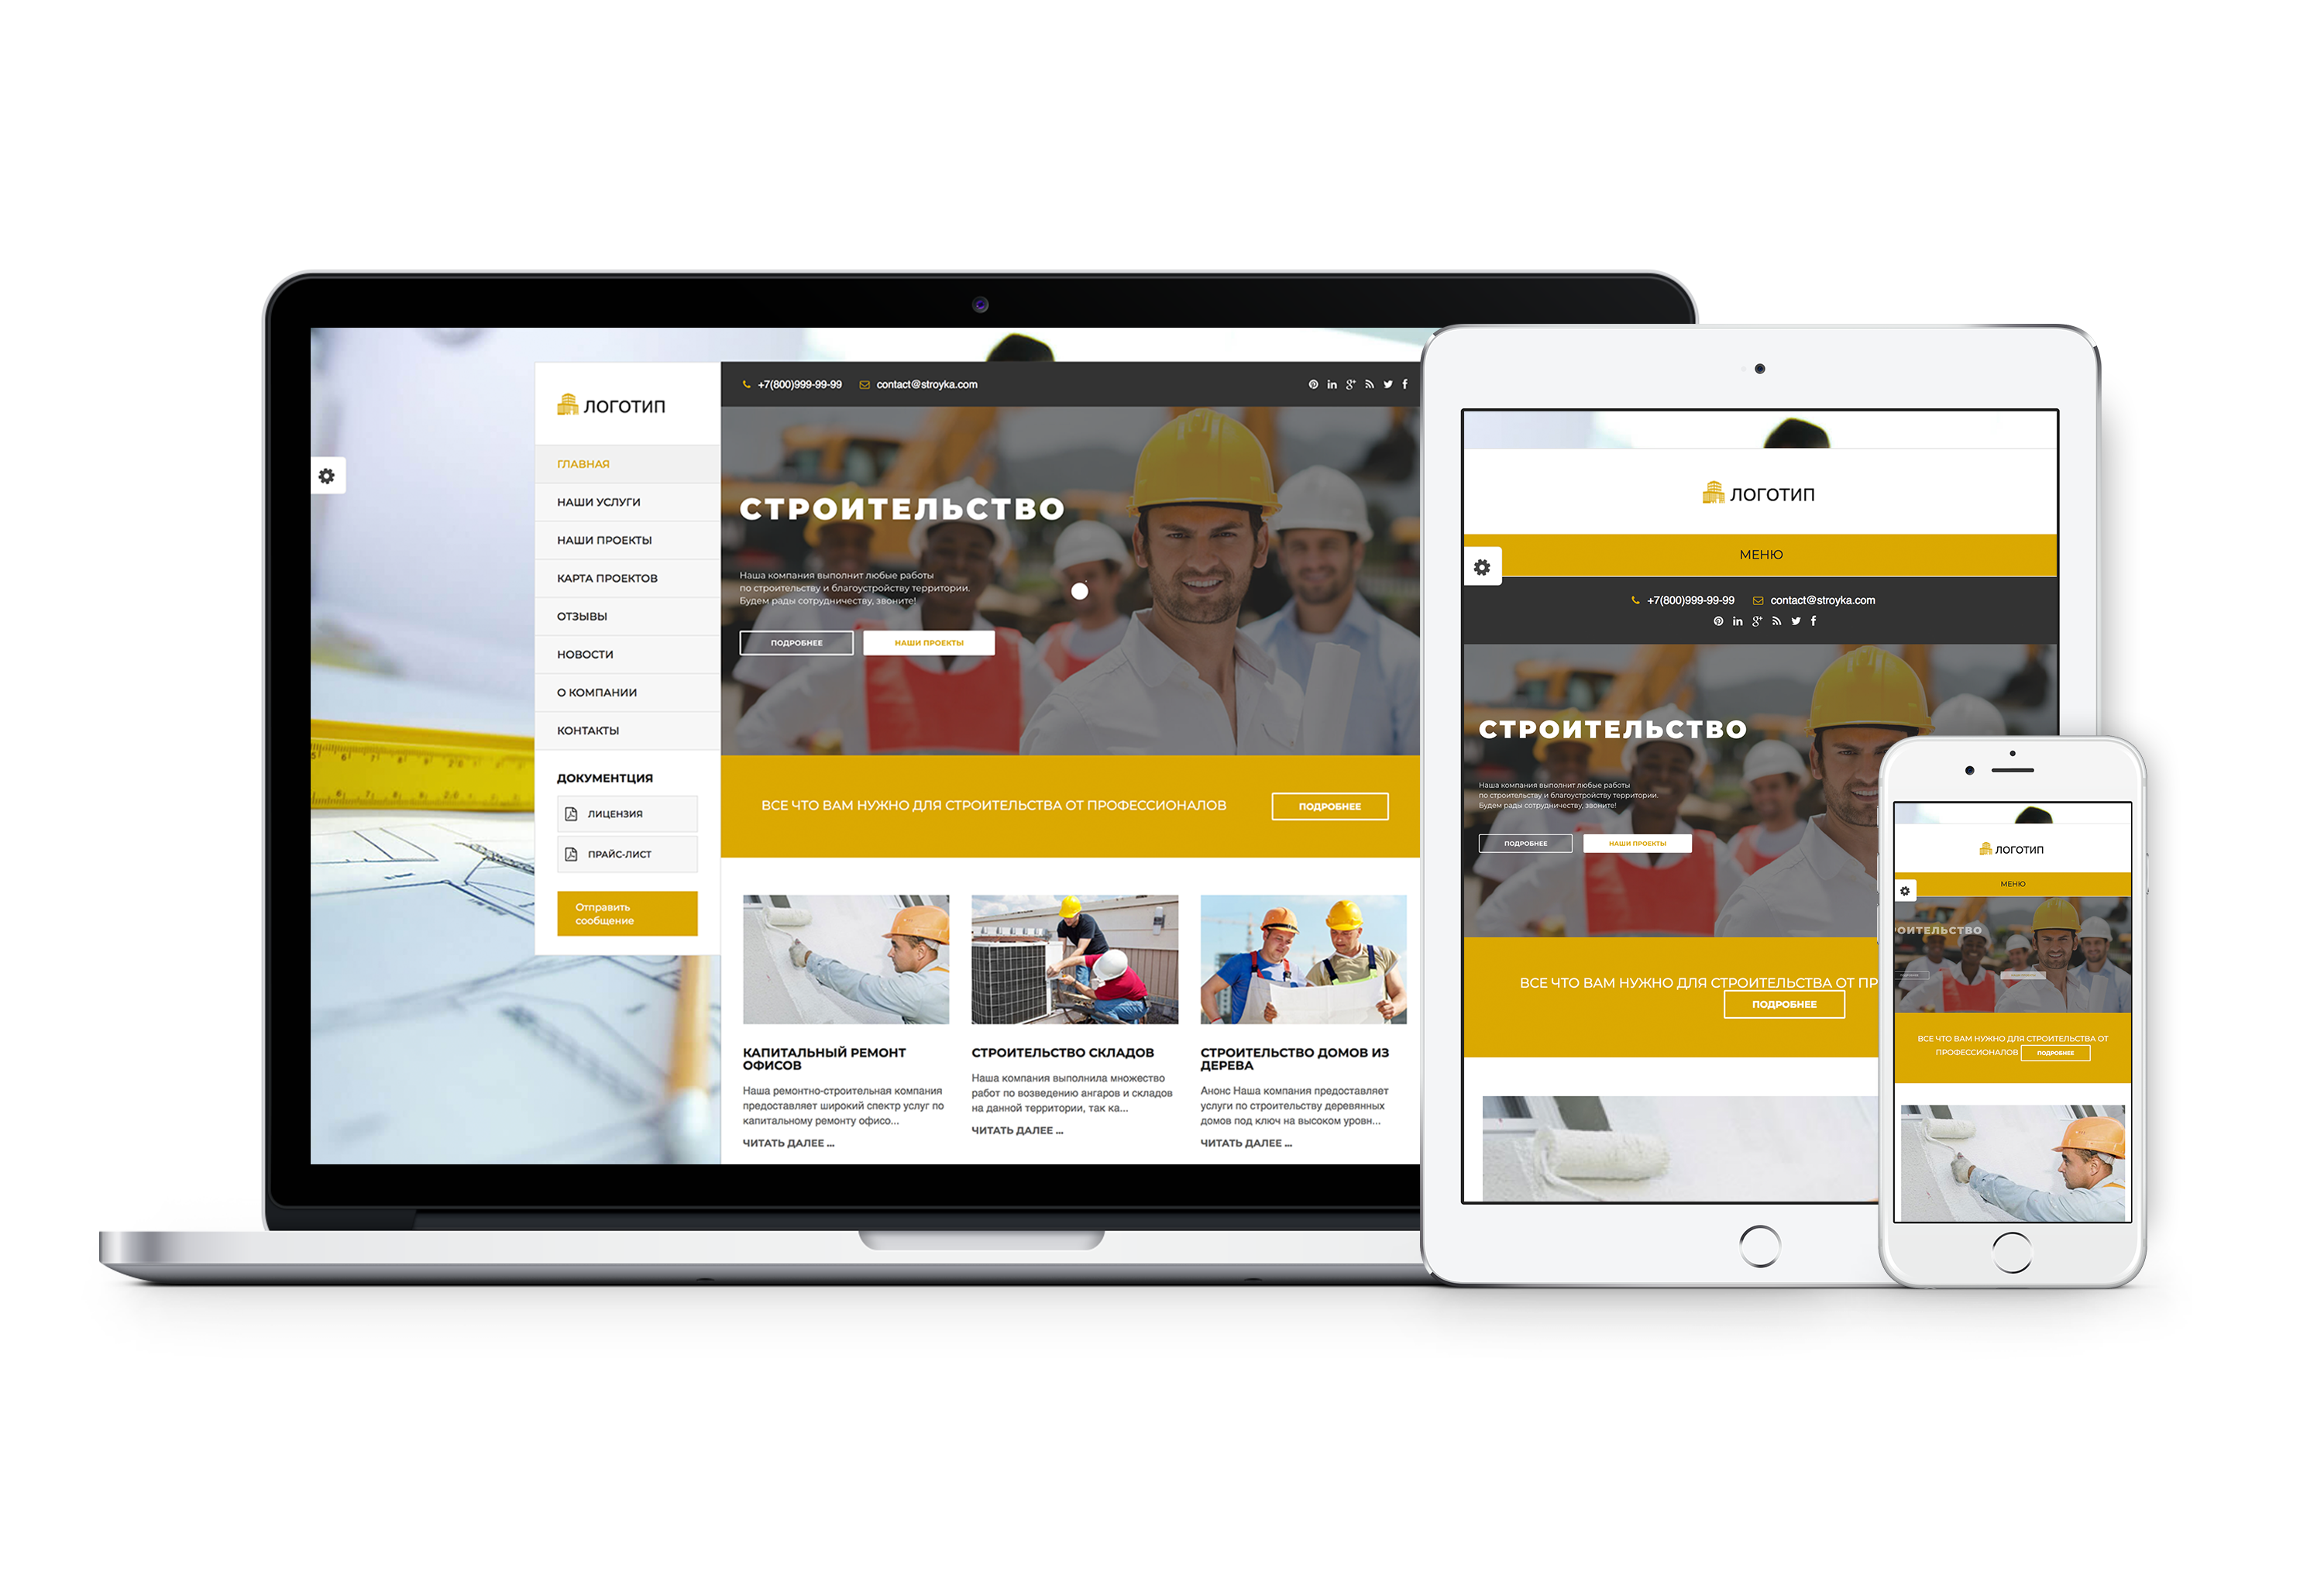 ЛОГОТИП
ГЛАВНАЯ
НАШИ УСЛУГИ
НАШИ ПРОЕКТЫ
КАРТА ПРОЕКТОВ
ОТЗЫВЫ
НОВОСТИ
О КОМПАНИИ
КОНТАКТЫ
ДОКУМЕНТЦИЯ
ЛИЦЕНЗИЯ
ПРАЙС-ЛИСТ
Отправить
сообщение
+7(800)999-99-99 contact@stroyka.com
СТРОИТЕЛЬСТВО
Наша компания выполнит любые работы
по строительству и благоустройству территории.
Будем рады сотрудничеству, звоните!
ПОДРОБНЕЕ НАШИ ПРОЕКТЫ
ВСЕ ЧТО ВАМ НУЖНО ДЛЯ СТРОИТЕЛЬСТВА ОТ ПРОФЕССИОНАЛОВ ПОДРОБНЕЕ
КАПИТАЛЬНЫЙ РЕМОНТ
ОФИСОВ
Наша ремонтно-строительная компания
предоставляет широкий спектр услуг по
капитальному ремонту офисо...
ЧИТАТЬ ДАЛЕЕ ...
СТРОИТЕЛЬСТВО СКЛАДОВ
Наша компания выполнила множество
работ по возведению ангаров и складов
на данной территории, так ка...
ЧИТАТЬ ДАЛЕЕ ...
СТРОИТЕЛЬСТВО ДОМОВ ИЗ
ДЕРЕВА
Анонс Наша компания предоставляет
услуги по строительству деревянных
домов под ключ на высоком уровн...
ЧИТАТЬ ДАЛЕЕ ...
ЛОГОТИП
МЕНЮ
+7(800)999-99-99 contact@stroyka.com
СТРОИТЕЛЬСТВО
Наша компания выполнит любые работы
по строительству и благоустройству территории.
Будем рады сотрудничеству, звоните!
ПОДРОБНЕЕ НАШИ ПРОЕКТЫ
ВСЕ ЧТО ВАМ НУЖНО ДЛЯ СТРОИТЕЛЬСТВА ОТ ПР
ПОДРОБНЕЕ
ЛОГОТИП
МЕНЮ
РОИТЕЛЬСТВО
ВСЕ ЧТО ВАМ НУЖНО ДЛЯ СТРОИТЕЛЬСТВА ОТ
ПРОФЕССИОНАЛОВ ПОДРОБНЕЕ